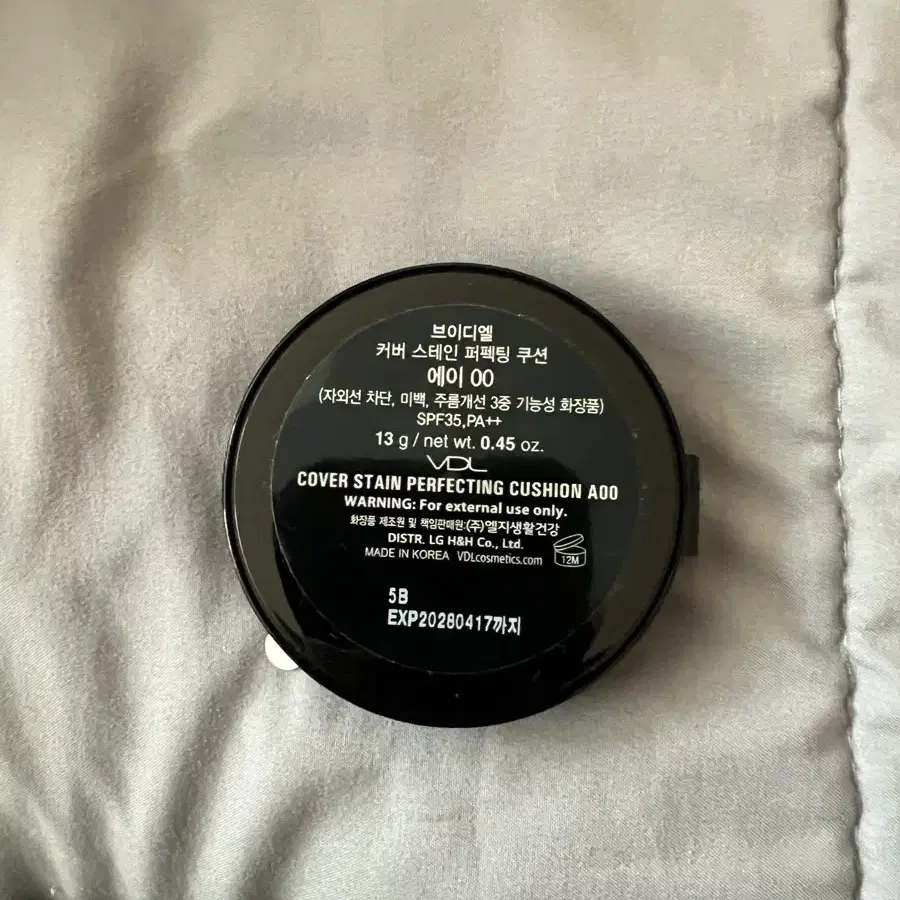 브이디엘
커버 스테인 퍼펙팅 쿠션
에이 00
(자외선 차단, 미백, 주름개선 3중 기능성 화장품)
SPF35,PA++
13 g / net wt. 0.45 oz.
VDL
COVER STAIN PERFECTING CUSHION A00
WARNING: For external use only.
화장품 제조원 및 책임판매원:(주)엘지생활건강
DISTR. LG H&H Co., Ltd.
MADE IN KOREA VDLcosmetics.com
12M
5B
EXP20280417까지